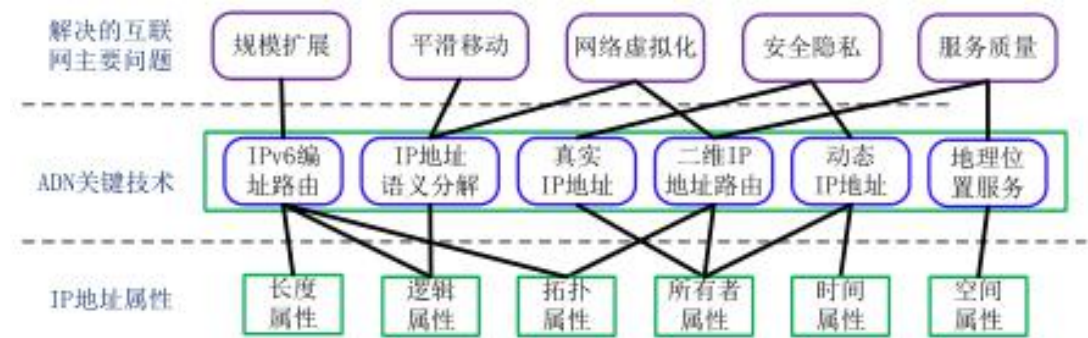 解决的互联
网主要问题
规模扩展
平滑移动
网络虚拟化
安全隐私
服务质量
ADN关键技术
IPv6编
址路由
IP地址
语义分解
真实
IP地址
二维IP
地址路由
动态
IP地址
地理位
置服务
IP地址属性
长度
属性
逻辑
属性
拓扑
属性
所有者
属性
时间
属性
空间
属性